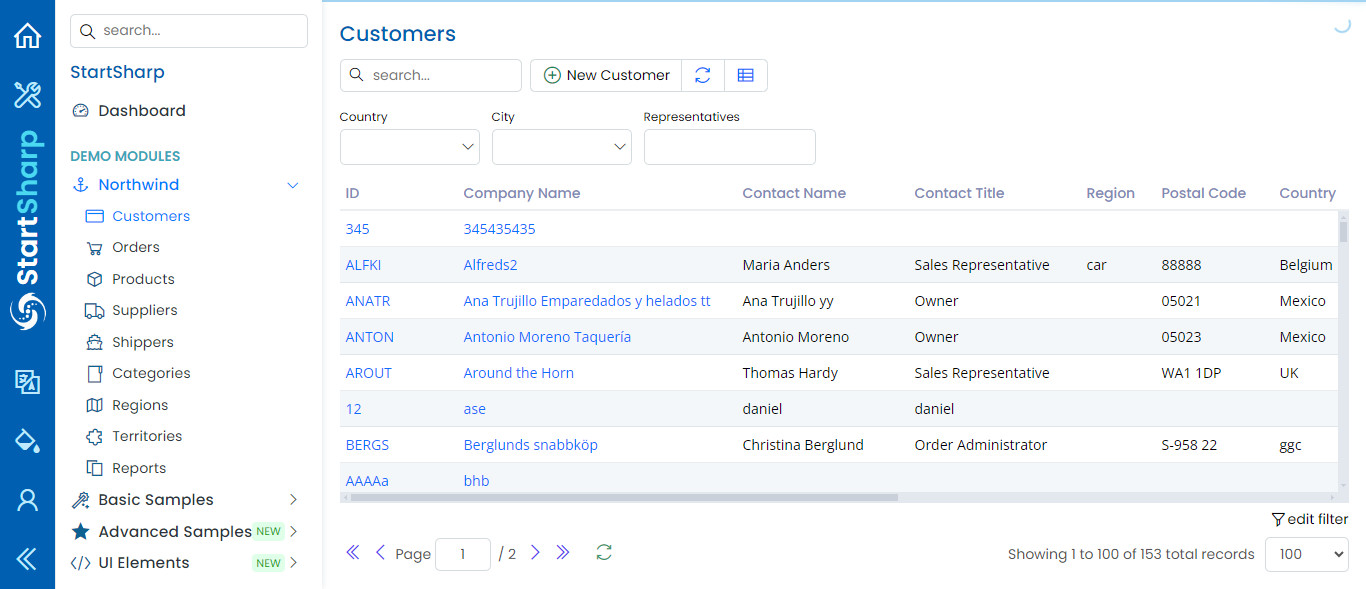 StartSharp
search...
StartSharp
Dashboard
DEMO MODULES
Northwind
Customers
Orders
Products
Suppliers
Shippers
Categories
Regions
Territories
Reports
Basic Samples
Advanced Samples NEW
UI Elements NEW
Customers
search...
New Customer
Country City Representatives
ID Company Name Contact Name Contact Title Region Postal Code Country
345 345435435
ALFKI Alfreds2 Maria Anders Sales Representative car 88888 Belgium
ANATR Ana Trujillo Emparedados y helados tt Ana Trujillo yy Owner 05021 Mexico
ANTON Antonio Moreno Taquería Antonio Moreno Owner 05023 Mexico
AROUT Around the Horn Thomas Hardy Sales Representative WA1 1DP UK
12 ase daniel daniel
BERGS Berglunds snabbköp Christina Berglund Order Administrator S-958 22 ggc
AAAAa bhb
edit filter
Page 1 / 2 Showing 1 to 100 of 153 total records 100